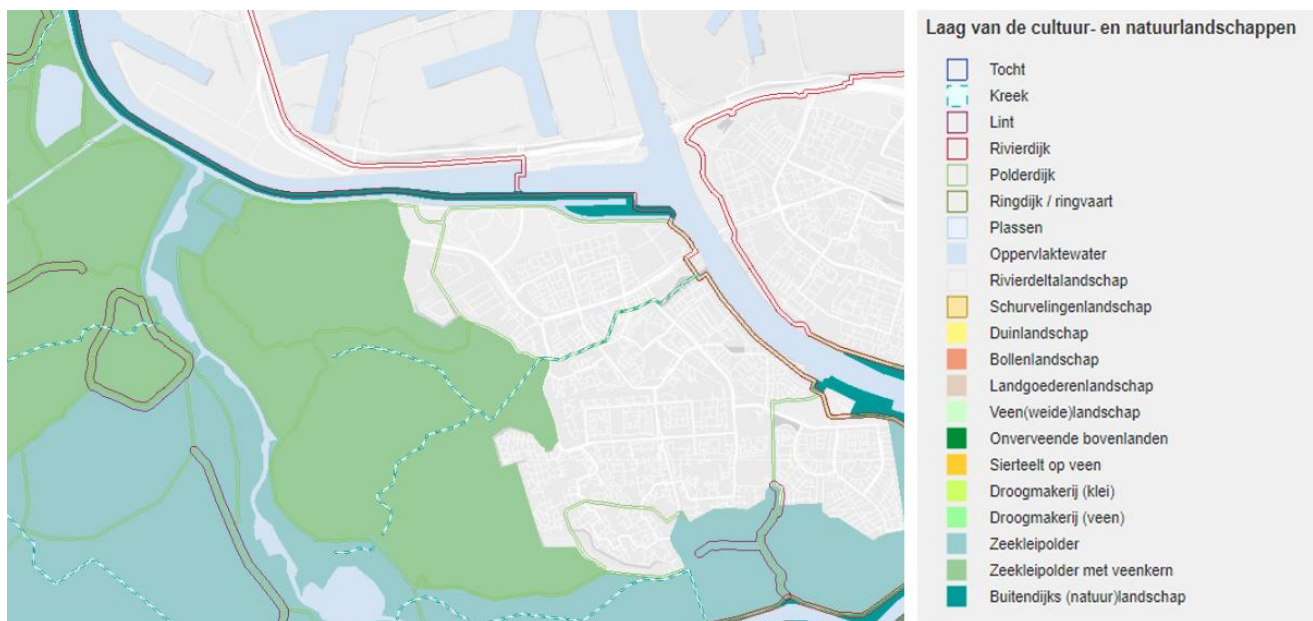 Laag van de cultuur- en natuurlandschappen
Tocht
Kreek
Lint
Rivierdijk
Polderdijk
Ringdijk / ringvaart
Plassen
Oppervlaktewater
Rivierdeltalandschap
Schurvelingenlandschap
Duinlandschap
Bollenlandschap
Landgoederenlandschap
Veen(weide)landschap
Onverveende bovenlanden
Sierteelt op veen
Droogmakerij (klei)
Droogmakerij (veen)
Zeekleipolder
Zeekleipolder met veenkern
Buitendijks (natuur)landschap